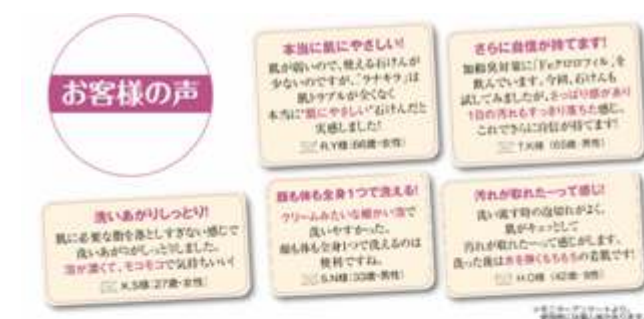 お客様の声
本当に肌にやさしい!
肌が弱いので、使える石けんが
少ないのですが、「ラナキラ」は
肌トラブルが全くなく
本当に"肌にやさしい"石けんだと
実感しました!
R.Y様(66歳・女性)
さらに自信が持てます!
加齢臭対策に「Feクロロフィル」を
飲んでいます。今回、石けんも
試してみましたが、さっぱり感があり
1日の汚れもすっきり落ちた感じ。
これでさらに自信が持てます!
T.K様(65歳・男性)
洗いあがりしっとり!
肌に必要な脂を落としすぎない感じで
洗いあがりがしっとりしました。
泡が濃くて、モコモコで気持ちいい
K.S様(27歳・女性)
顔も体も全身1つで洗える!
クリームみたいな細かい泡で
洗いやすかった。
顔も体も全身1つで洗えるのは
便利ですね。
S.N様(33歳・男性)
汚れが取れたーって感じ!
洗い流す時の泡切れがよく、
肌がキュッとして
汚れが取れたーって感じがします。
洗った後は水を弾くもちもちの素肌です!
H.O様(42歳・女性)